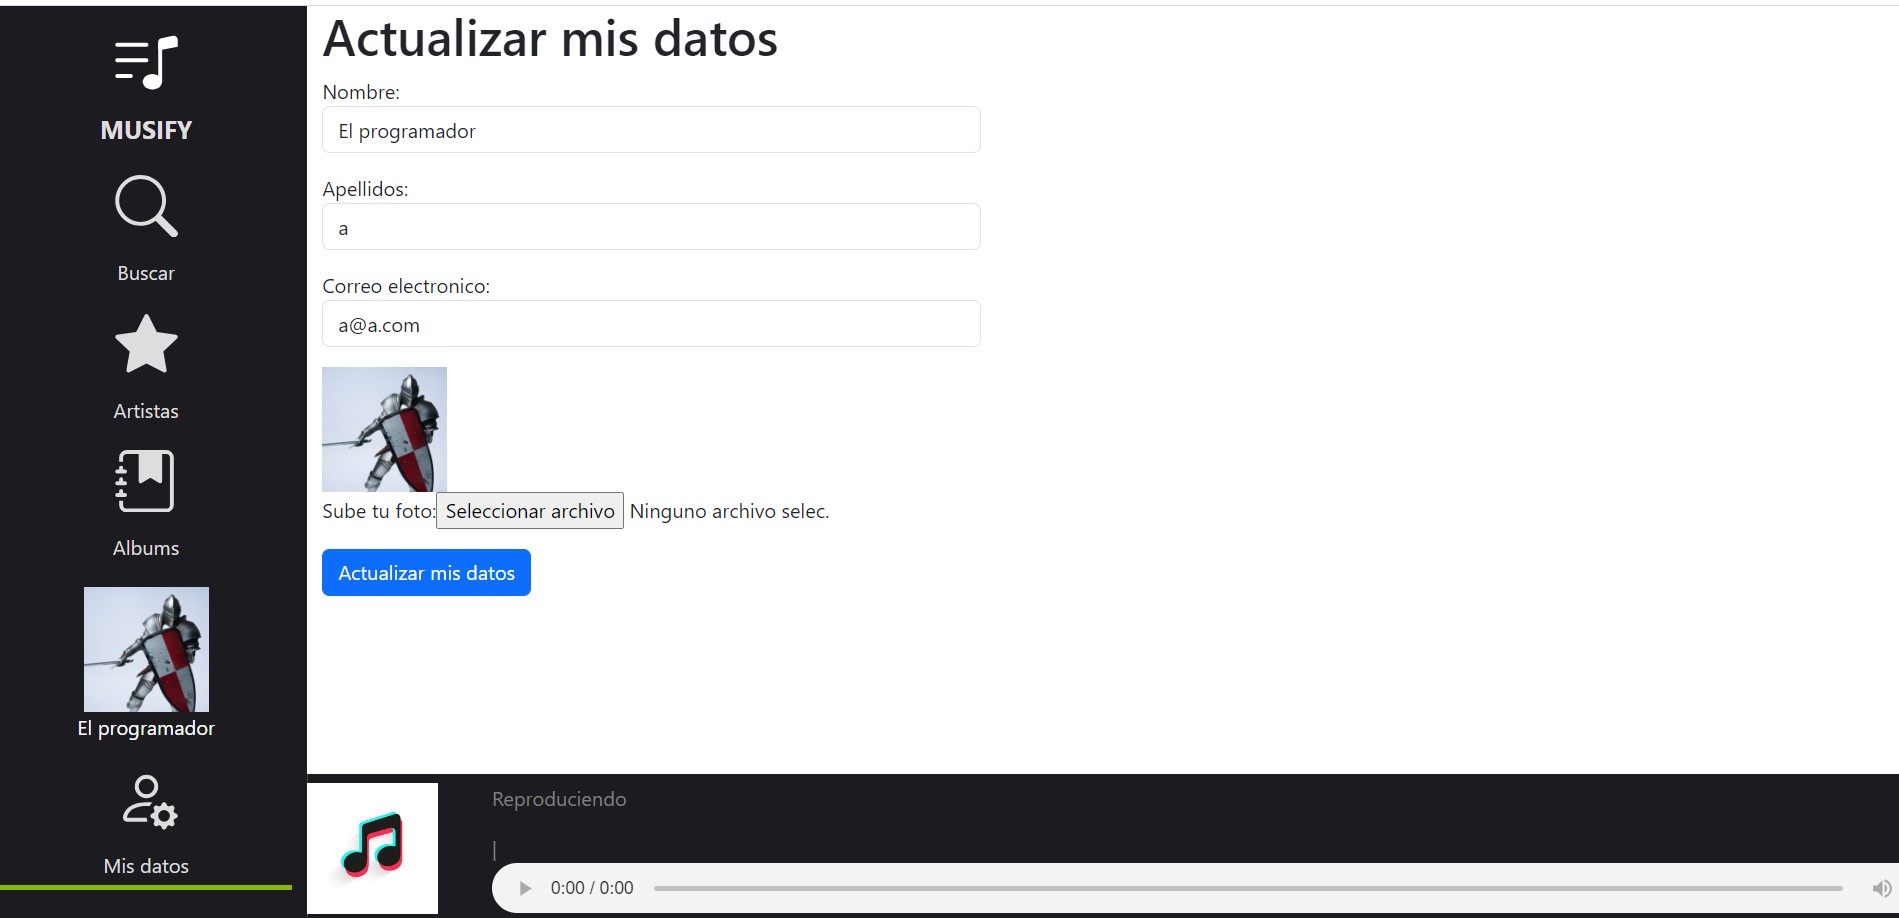 MUSIFY
Buscar
Artistas
Albums
El programador
Mis datos
Actualizar mis datos
Nombre:
El programador
Apellidos:
a
Correo electronico:
a@a.com
Sube tu foto: Seleccionar archivo Ninguno archivo selec.
Actualizar mis datos
Reproduciendo
|
0:00 / 0:00